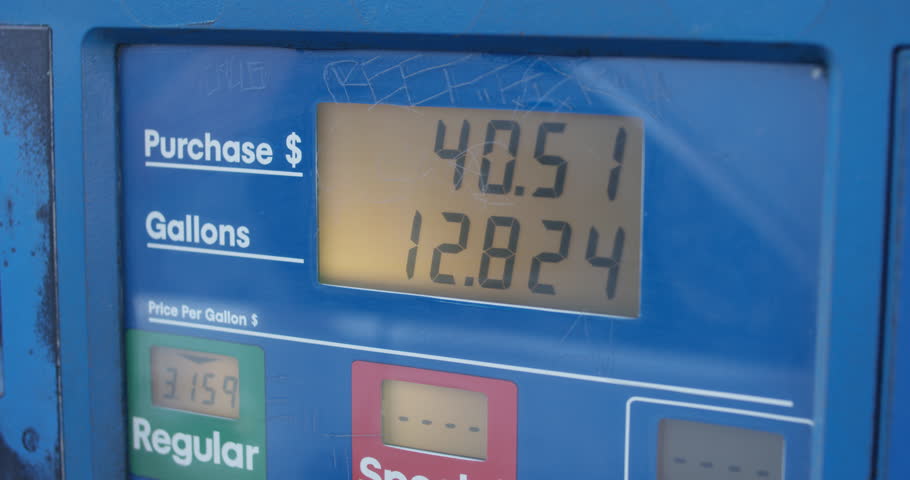 Purchase $ 40.51
Gallons 12.824
Price Per Gallon $
3.159
Regular
----
----